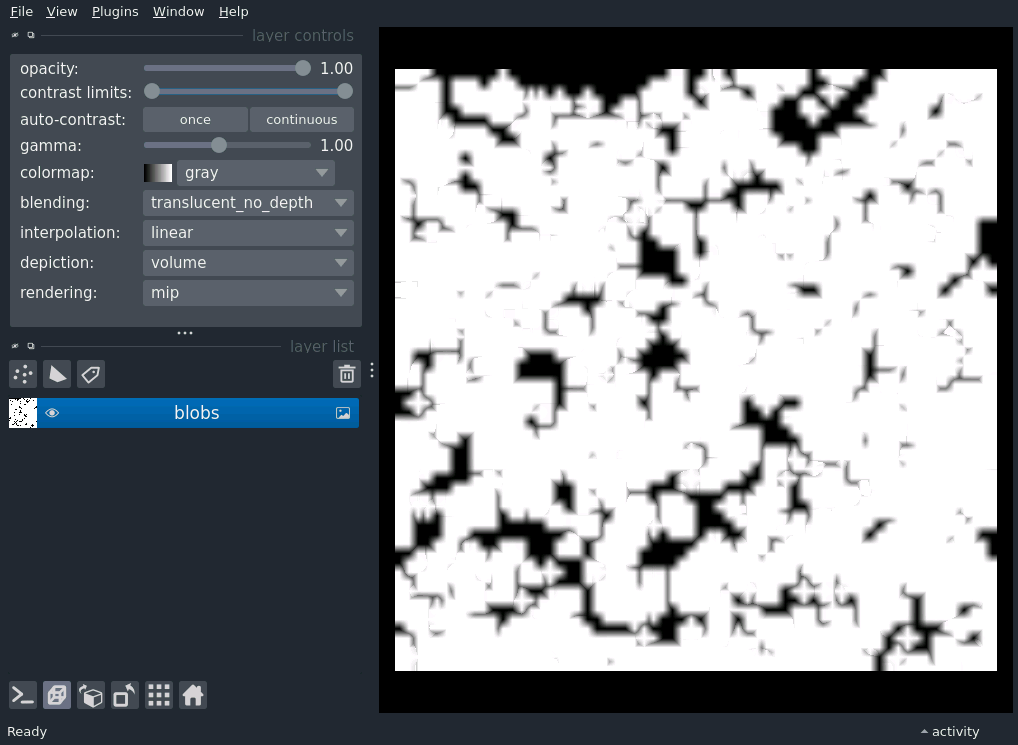 File View Plugins Window Help
layer controls
opacity: 1.00
contrast limits:
auto-contrast: once continuous
gamma: 1.00
colormap: gray
blending: translucent_no_depth
interpolation: linear
depiction: volume
rendering: mip
layer list
blobs
Ready activity